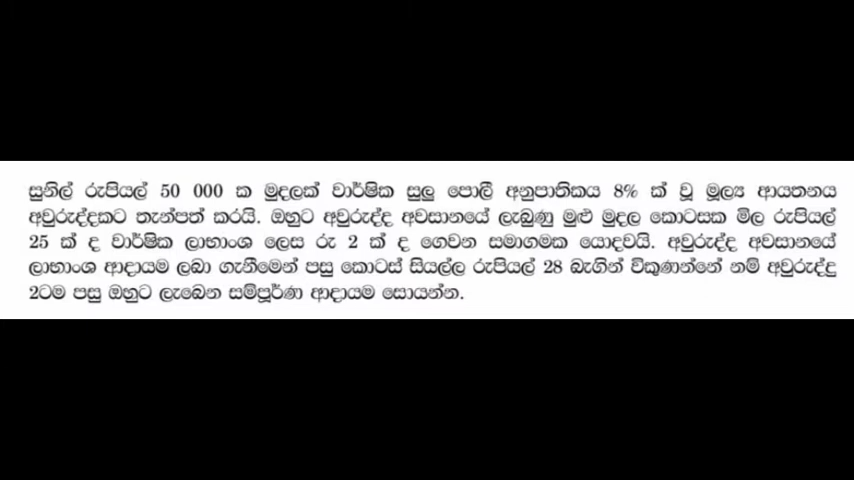 සුනිල් රුපියල් 50 000 ක මුදලක් වාර්ෂික සුලු පොලී අනුපාතිකය 8% ක් වූ මූල්‍ය ආයතනය
අවුරුද්දකට තැන්පත් කරයි. ඔහුට අවුරුද්ද අවසානයේ ලැබුණු මුළු මුදල කොටසක මිල රුපියල්
25 ක් ද වාර්ෂික ලාභාංශ ලෙස රු 2 ක් ද ගෙවන සමාගමක යොදවයි. අවුරුද්ද අවසානයේ
ලාභාංශ ආදායම ලබා ගැනීමෙන් පසු කොටස් සියල්ල රුපියල් 28 බැගින් විකුණන්නේ නම් අවුරුද්දු
2ටම පසු ඔහුට ලැබෙන සම්පූර්ණ ආදායම සොයන්න.